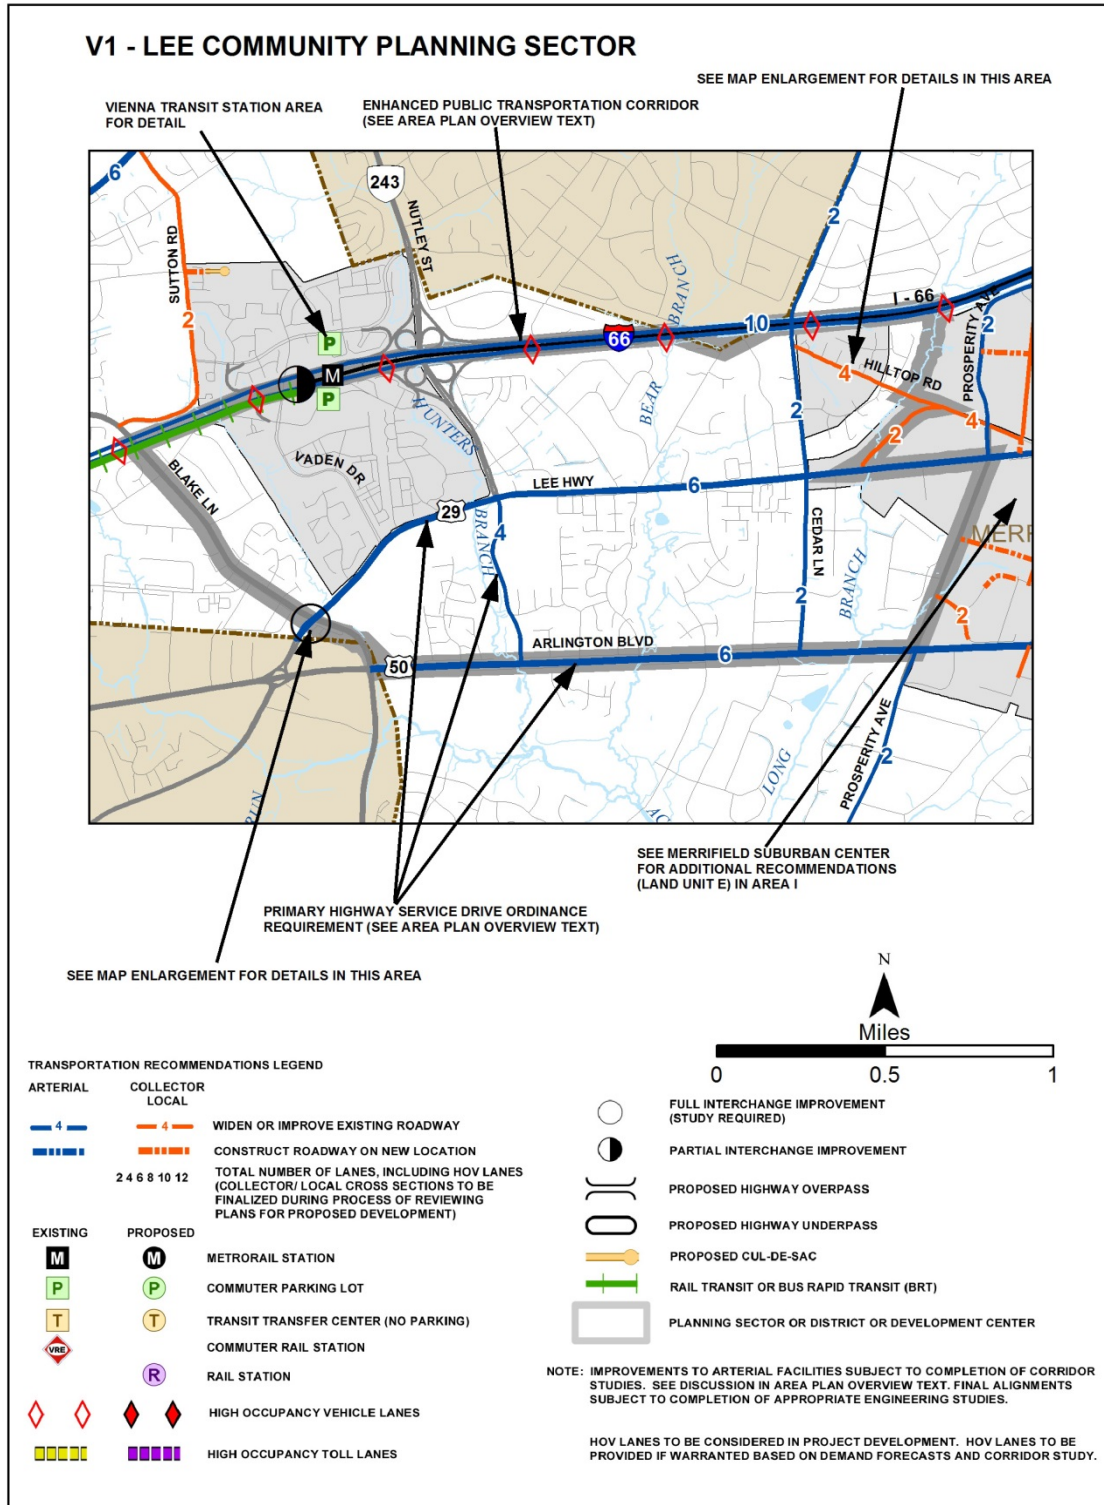 V1 - LEE COMMUNITY PLANNING SECTOR
SEE MAP ENLARGEMENT FOR DETAILS IN THIS AREA
VIENNA TRANSIT STATION AREA
FOR DETAIL
ENHANCED PUBLIC TRANSPORTATION CORRIDOR
(SEE AREA PLAN OVERVIEW TEXT)
6
243
NUTLEY ST
2
SUTTON RD
2
BRANCH
I - 66
PROSPERITY AVE
10
66
2
P
M
P
HILLTOP RD
4
4
HUNTERS
BEAR
2
2
VADEN DR
BLAKE LN
LEE HWY
6
29
BRANCH
4
CEDAR LN
MERR
2
BRANCH
2
ARLINGTON BLVD
6
50
PROSPERITY AVE
2
LONG
RUN
AC
SEE MERRIFIELD SUBURBAN CENTER
FOR ADDITIONAL RECOMMENDATIONS
(LAND UNIT E) IN AREA I
PRIMARY HIGHWAY SERVICE DRIVE ORDINANCE
REQUIREMENT (SEE AREA PLAN OVERVIEW TEXT)
SEE MAP ENLARGEMENT FOR DETAILS IN THIS AREA
N
Miles
0 0.5 1
TRANSPORTATION RECOMMENDATIONS LEGEND
ARTERIAL COLLECTOR
LOCAL
4 4 WIDEN OR IMPROVE EXISTING ROADWAY
CONSTRUCT ROADWAY ON NEW LOCATION
2 4 6 8 10 12 TOTAL NUMBER OF LANES, INCLUDING HOV LANES
(COLLECTOR/ LOCAL CROSS SECTIONS TO BE
FINALIZED DURING PROCESS OF REVIEWING
PLANS FOR PROPOSED DEVELOPMENT)
EXISTING PROPOSED
M M METRORAIL STATION
P P COMMUTER PARKING LOT
T T TRANSIT TRANSFER CENTER (NO PARKING)
VRE COMMUTER RAIL STATION
R RAIL STATION
HIGH OCCUPANCY VEHICLE LANES
HIGH OCCUPANCY TOLL LANES
FULL INTERCHANGE IMPROVEMENT
(STUDY REQUIRED)
PARTIAL INTERCHANGE IMPROVEMENT
PROPOSED HIGHWAY OVERPASS
PROPOSED HIGHWAY UNDERPASS
PROPOSED CUL-DE-SAC
RAIL TRANSIT OR BUS RAPID TRANSIT (BRT)
PLANNING SECTOR OR DISTRICT OR DEVELOPMENT CENTER
NOTE: IMPROVEMENTS TO ARTERIAL FACILITIES SUBJECT TO COMPLETION OF CORRIDOR
STUDIES. SEE DISCUSSION IN AREA PLAN OVERVIEW TEXT. FINAL ALIGNMENTS
SUBJECT TO COMPLETION OF APPROPRIATE ENGINEERING STUDIES.
HOV LANES TO BE CONSIDERED IN PROJECT DEVELOPMENT. HOV LANES TO BE
PROVIDED IF WARRANTED BASED ON DEMAND FORECASTS AND CORRIDOR STUDY.